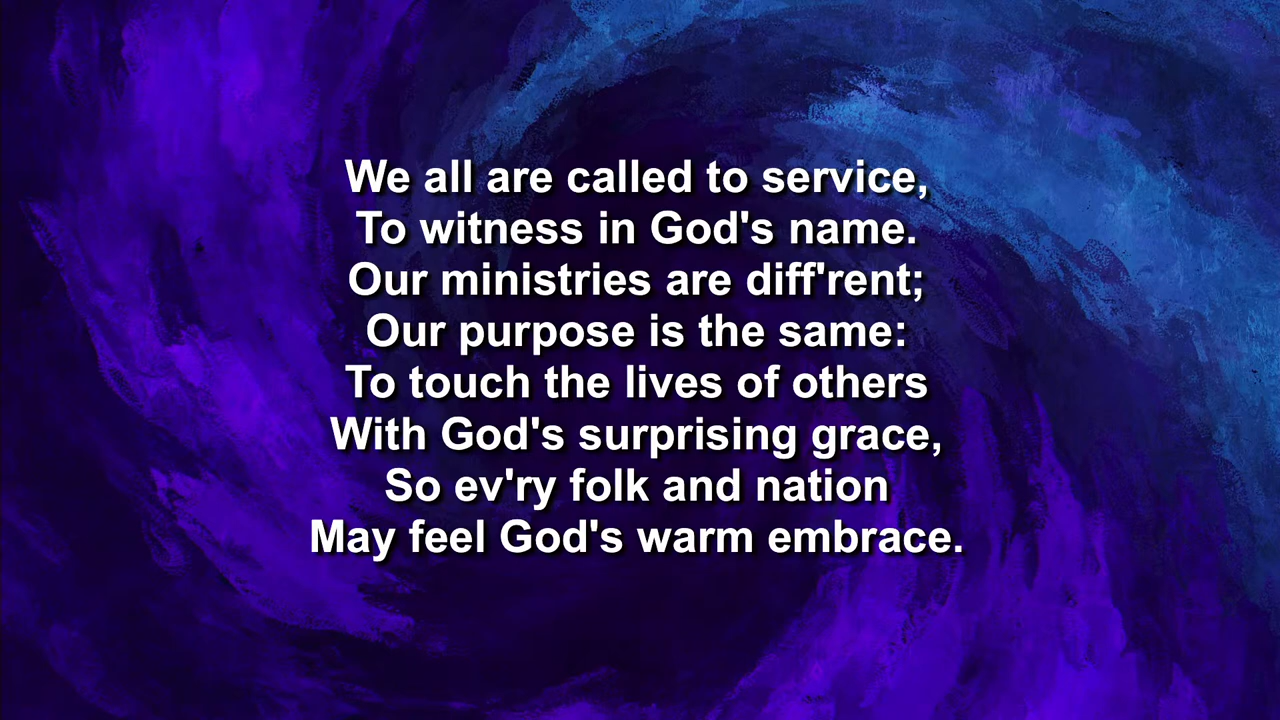 We all are called to service,
To witness in God's name.
Our ministries are diff'rent;
Our purpose is the same:
To touch the lives of others
With God's surprising grace,
So ev'ry folk and nation
May feel God's warm embrace.